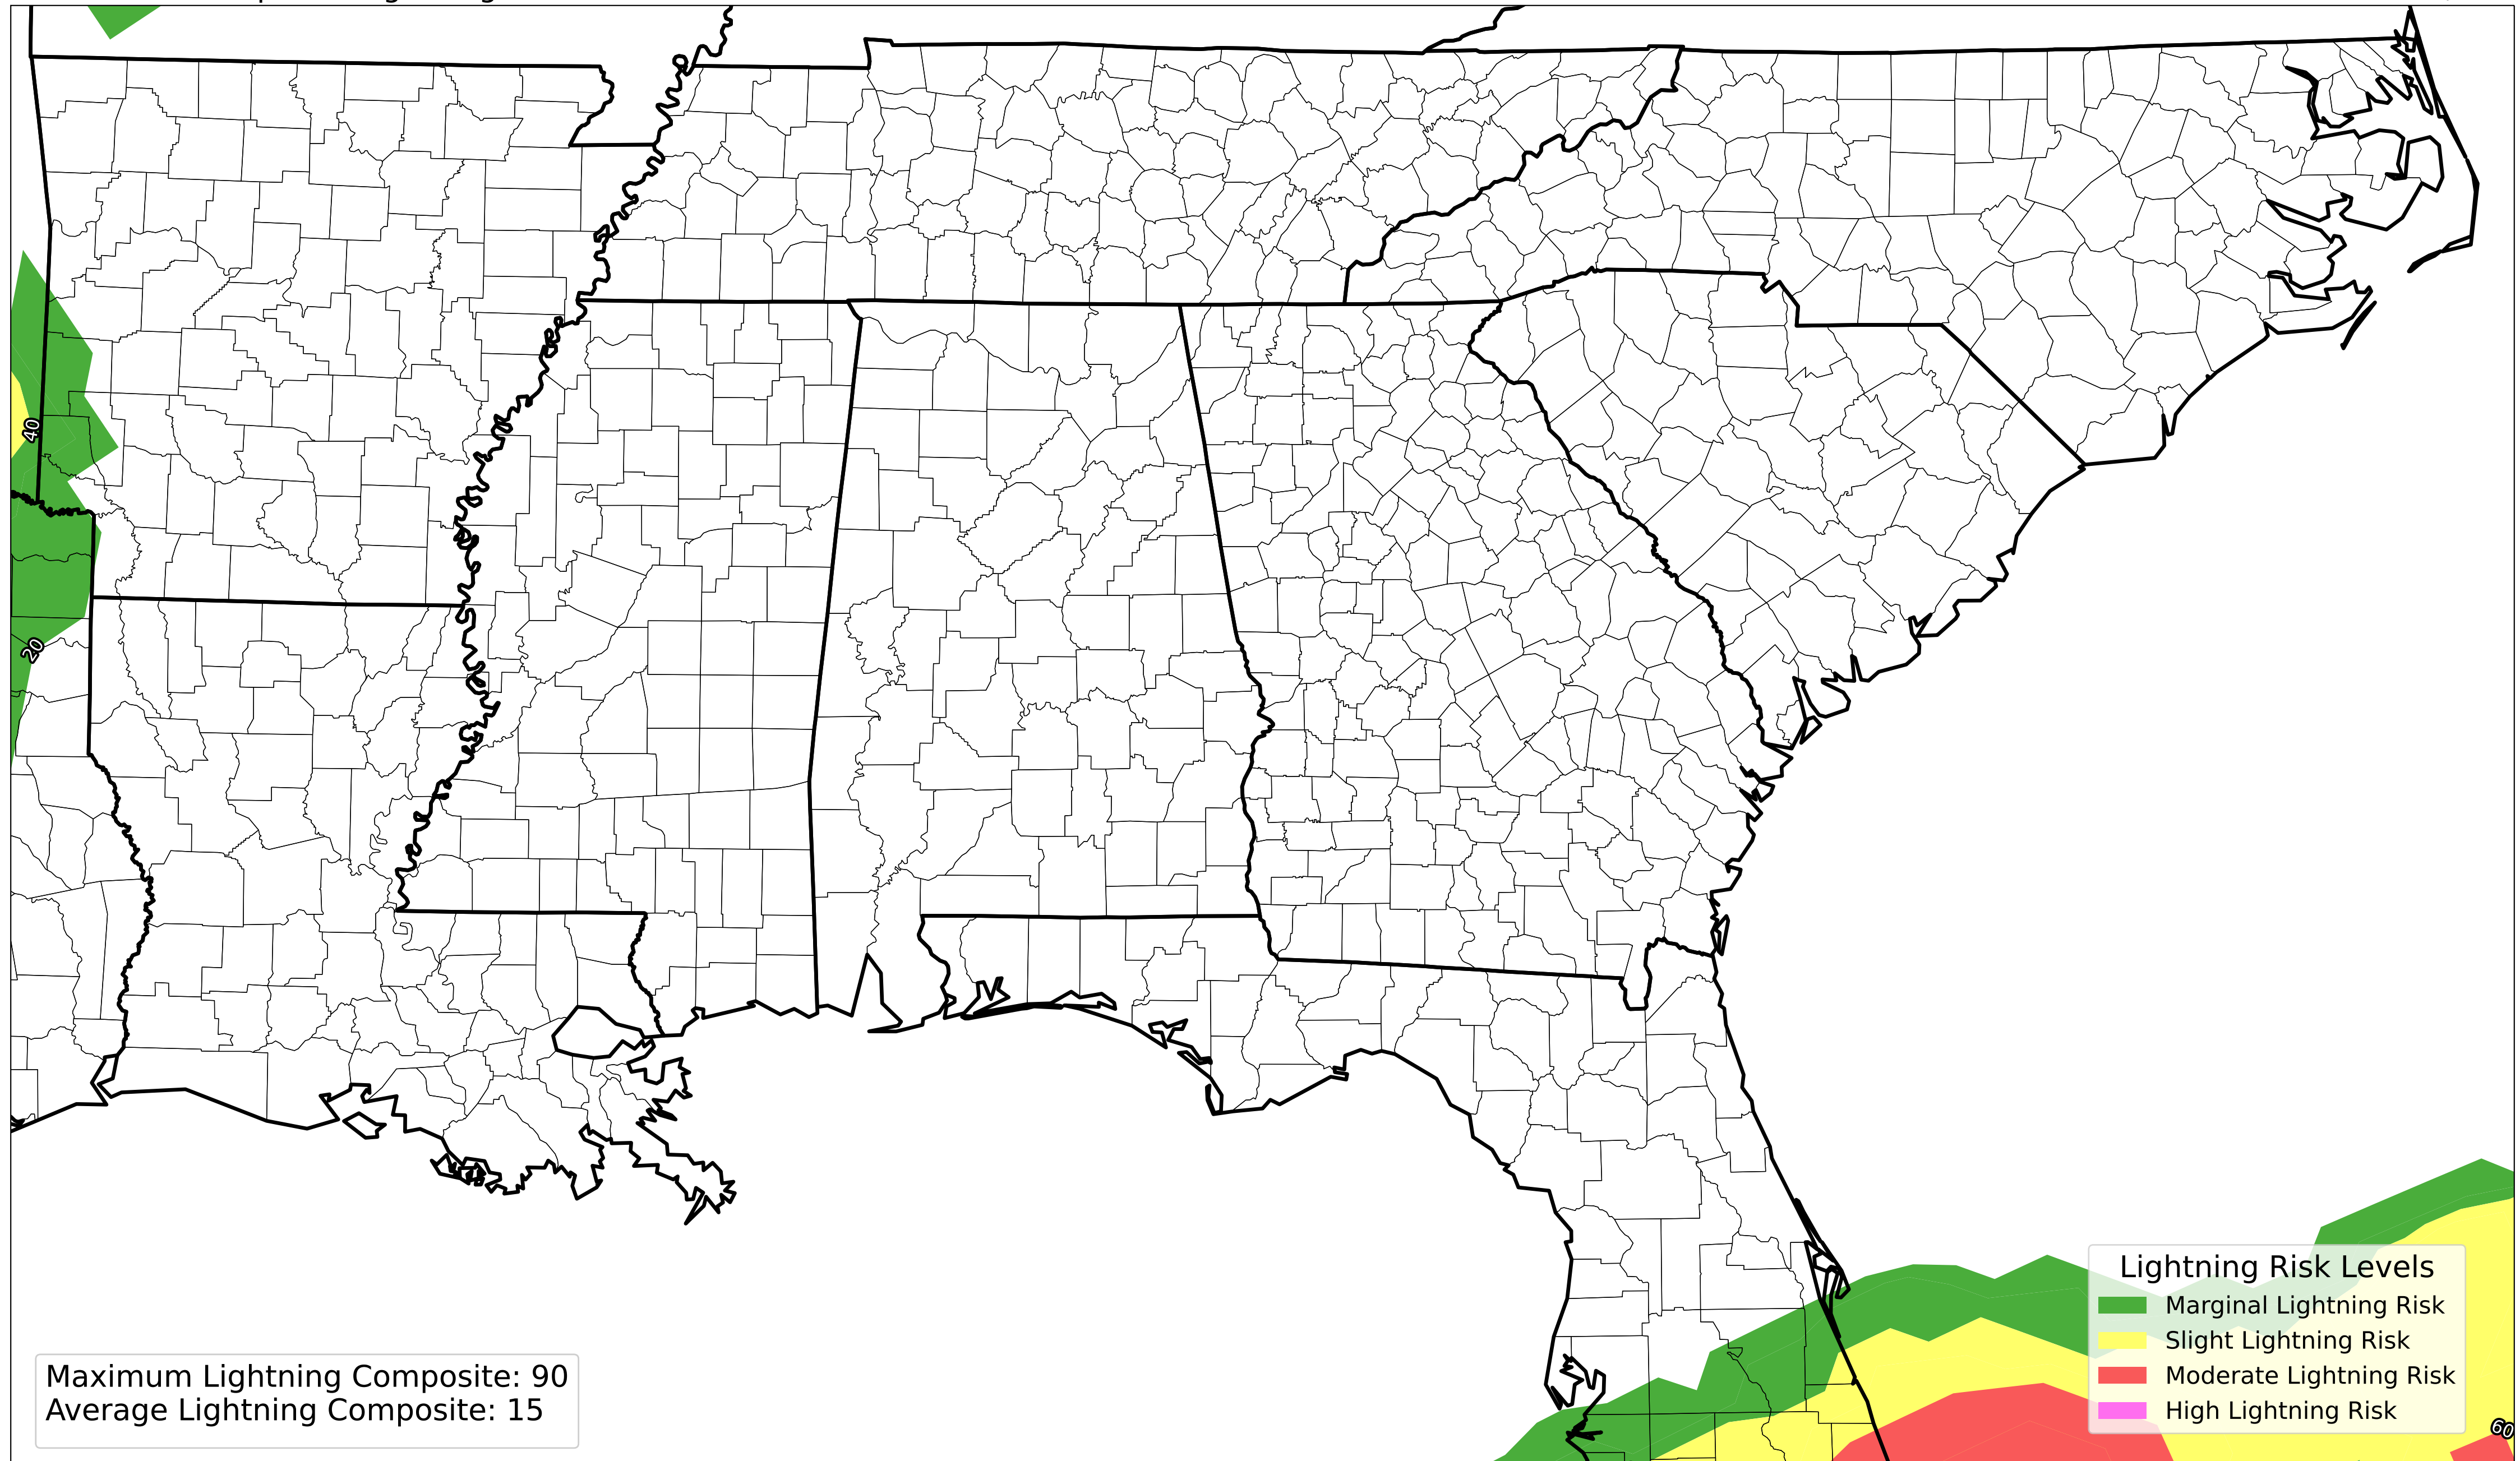 40
20
Lightning Risk Levels
Marginal Lightning Risk
Slight Lightning Risk
Moderate Lightning Risk
High Lightning Risk
Maximum Lightning Composite: 90
Average Lightning Composite: 15
60